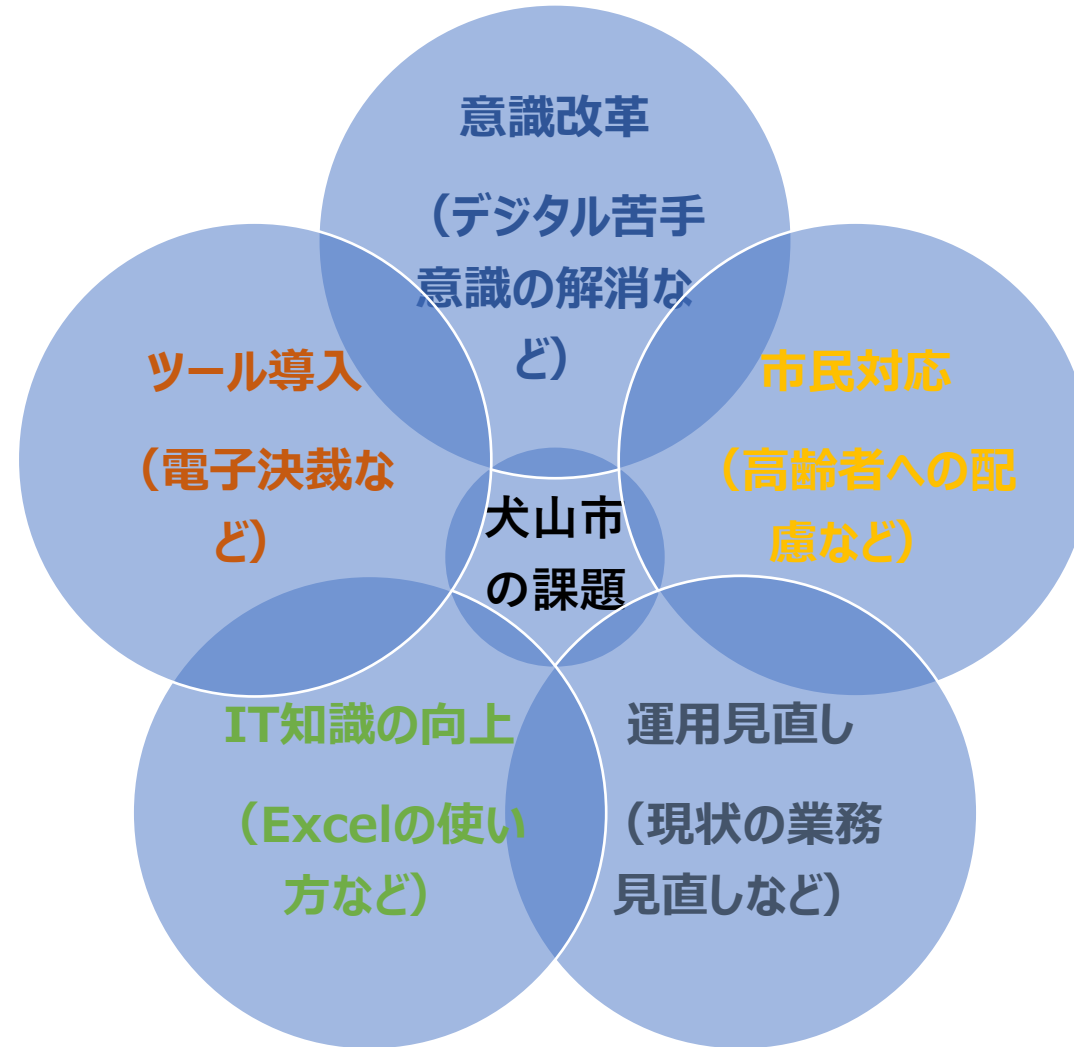 意識改革
（デジタル苦手
意識の解消な
ど）
ツール導入
（電子決裁な
ど）
市民対応
（高齢者への配
慮など）
犬山市
の課題
IT知識の向上
（Excelの使い
方など）
運用見直し
（現状の業務
見直しなど）